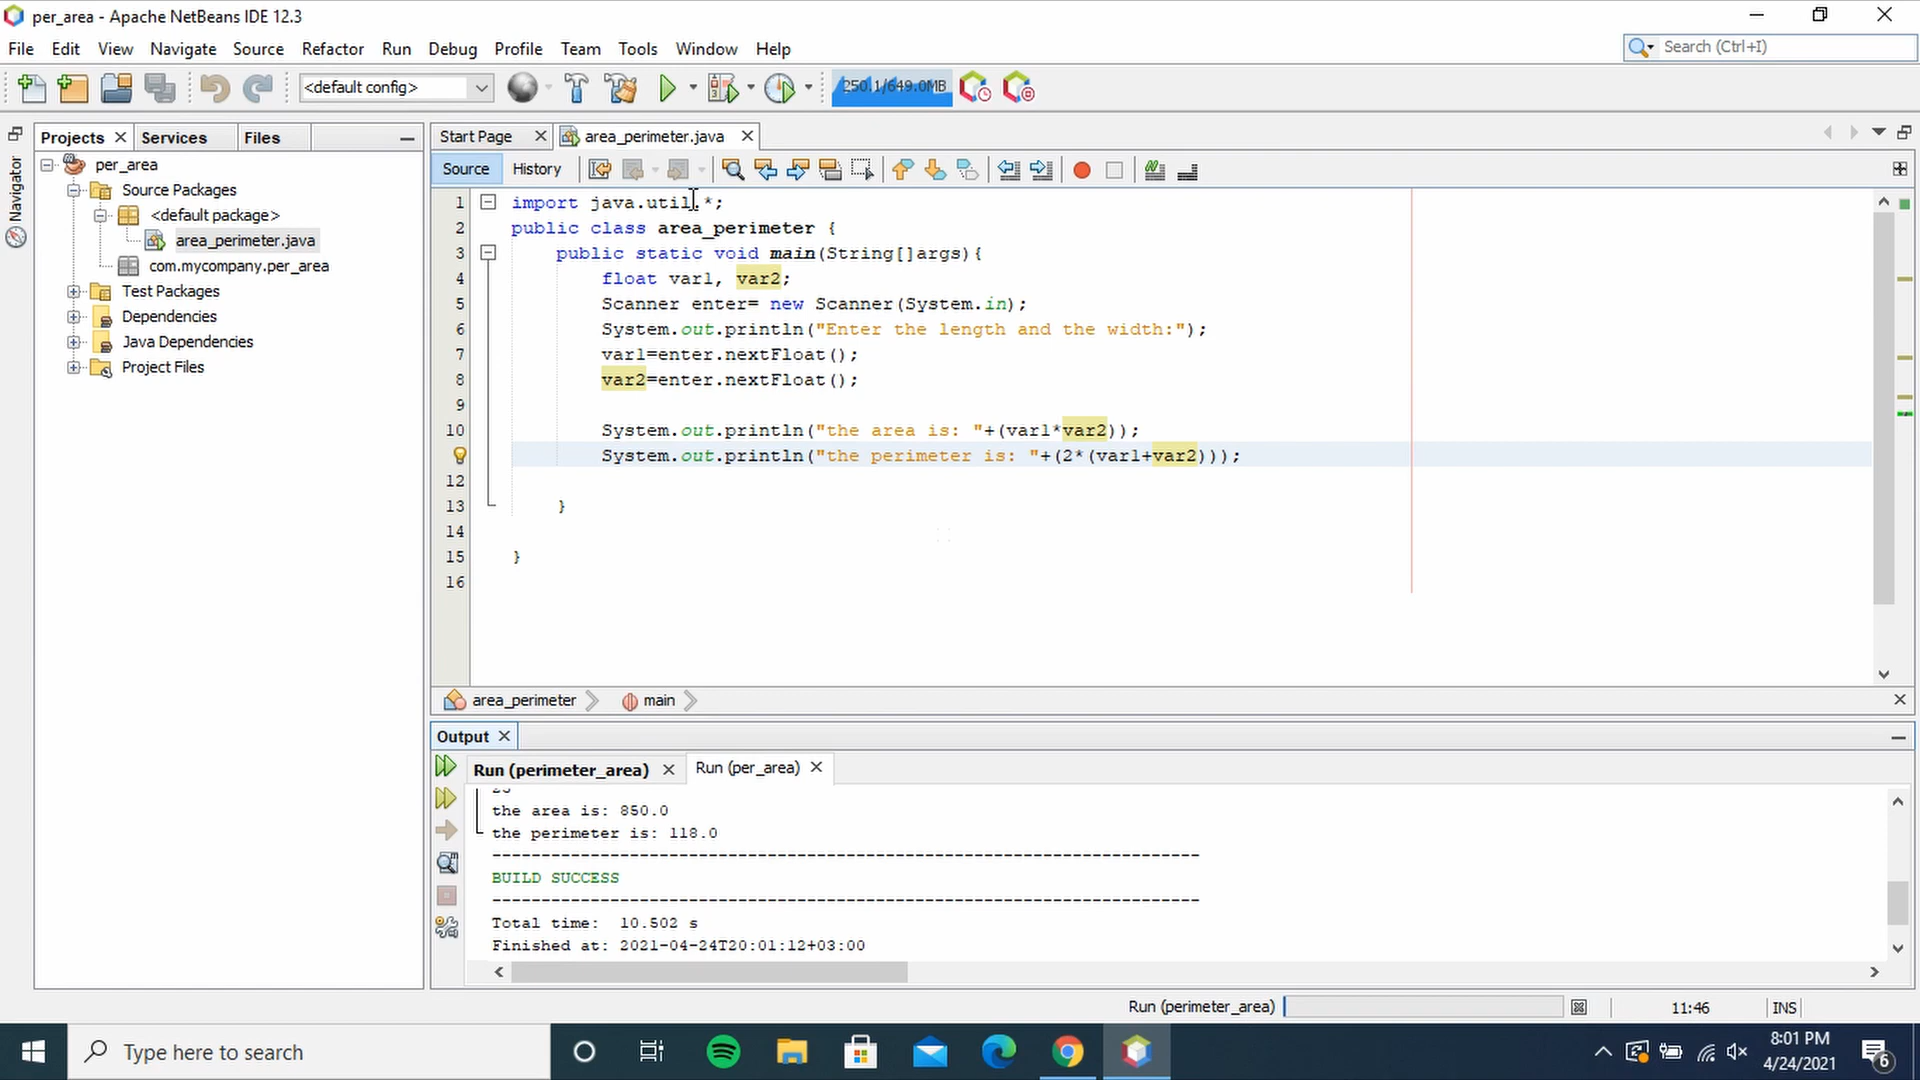 per_area - Apache NetBeans IDE 12.3
File Edit View Navigate Source Refactor Run Debug Profile Team Tools Window Help
Search (Ctrl+I)
<default config>
250.1/649.0MB
Navigator
Projects Services Files
per_area
Source Packages
<default package>
area_perimeter.java
com.mycompany.per_area
Test Packages
Dependencies
Java Dependencies
Project Files
Start Page area_perimeter.java
Source History
1 import java.util.*;
2 public class area_perimeter {
3 public static void main(String[]args){
4 float var1, var2;
5 Scanner enter= new Scanner(System.in);
6 System.out.println("Enter the length and the width:");
7 var1=enter.nextFloat();
8 var2=enter.nextFloat();
9
10 System.out.println("the area is: "+(var1*var2));
System.out.println("the perimeter is: "+(2*(var1+var2)));
12
13 }
14
15 }
16
area_perimeter main
Output
Run (perimeter_area) Run (per_area)
the area is: 850.0
the perimeter is: 118.0
------------------------------------------------------------------------
BUILD SUCCESS
------------------------------------------------------------------------
Total time: 10.502 s
Finished at: 2021-04-24T20:01:12+03:00
Run (perimeter_area) 11:46 INS
Type here to search
8:01 PM
4/24/2021
6